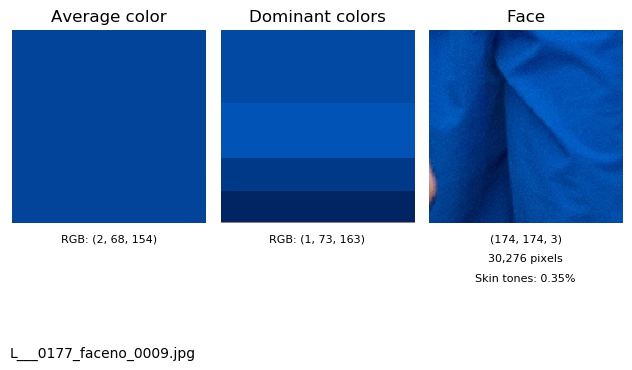 Average color
Dominant colors
Face
RGB: (2, 68, 154)
RGB: (1, 73, 163)
(174, 174, 3)
30,276 pixels
Skin tones: 0.35%
L___0177_faceno_0009.jpg